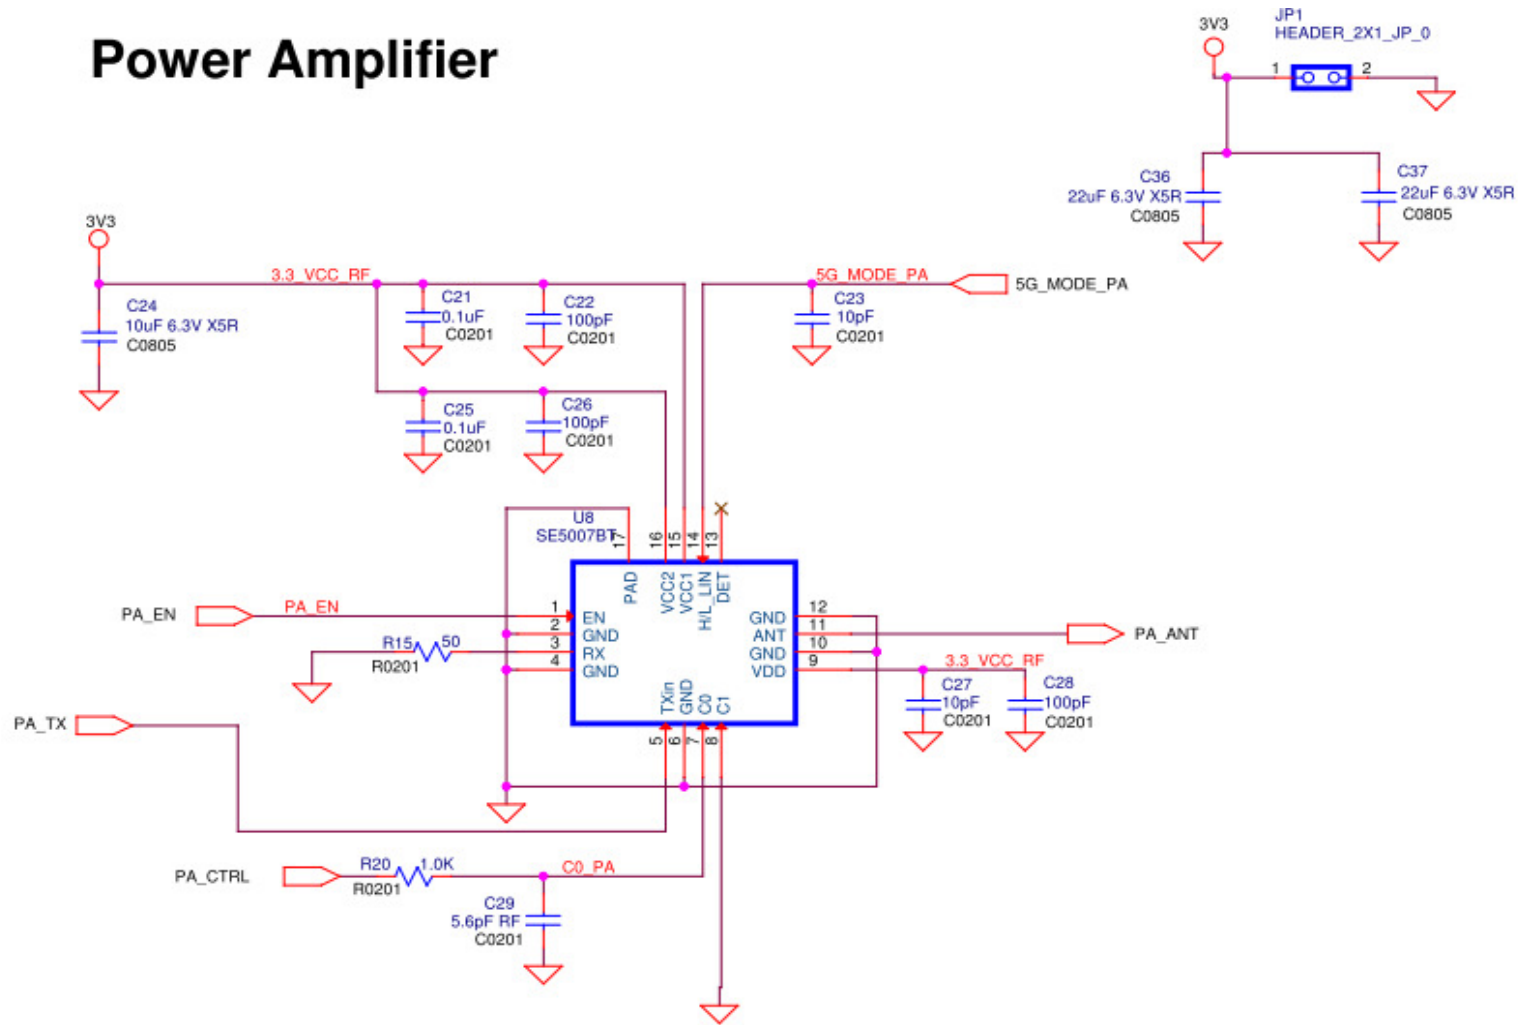 Power Amplifier
3V3
JP1
HEADER_2X1_JP_0
1
2
C36
22uF 6.3V X5R
C0805
C37
22uF 6.3V X5R
C0805
3V3
3.3_VCC_RF
C24
10uF 6.3V X5R
C0805
C21
0.1uF
C0201
C22
100pF
C0201
5G_MODE_PA
5G_MODE_PA
C23
10pF
C0201
C25
0.1uF
C0201
C26
100pF
C0201
U8
SE5007BT
17
16
15
14
13
PAD
VCC2
VCC1
H/L_LIN
DET
PA_EN
PA_EN
1
EN
2
GND
3
RX
4
GND
R15
50
R0201
12
GND
11
ANT
10
GND
9
VDD
PA_ANT
3.3_VCC_RF
C27
10pF
C0201
C28
100pF
C0201
TXin
GND
C0
C1
5
6
7
8
PA_TX
PA_CTRL
R20
1.0K
R0201
C0_PA
C29
5.6pF RF
C0201